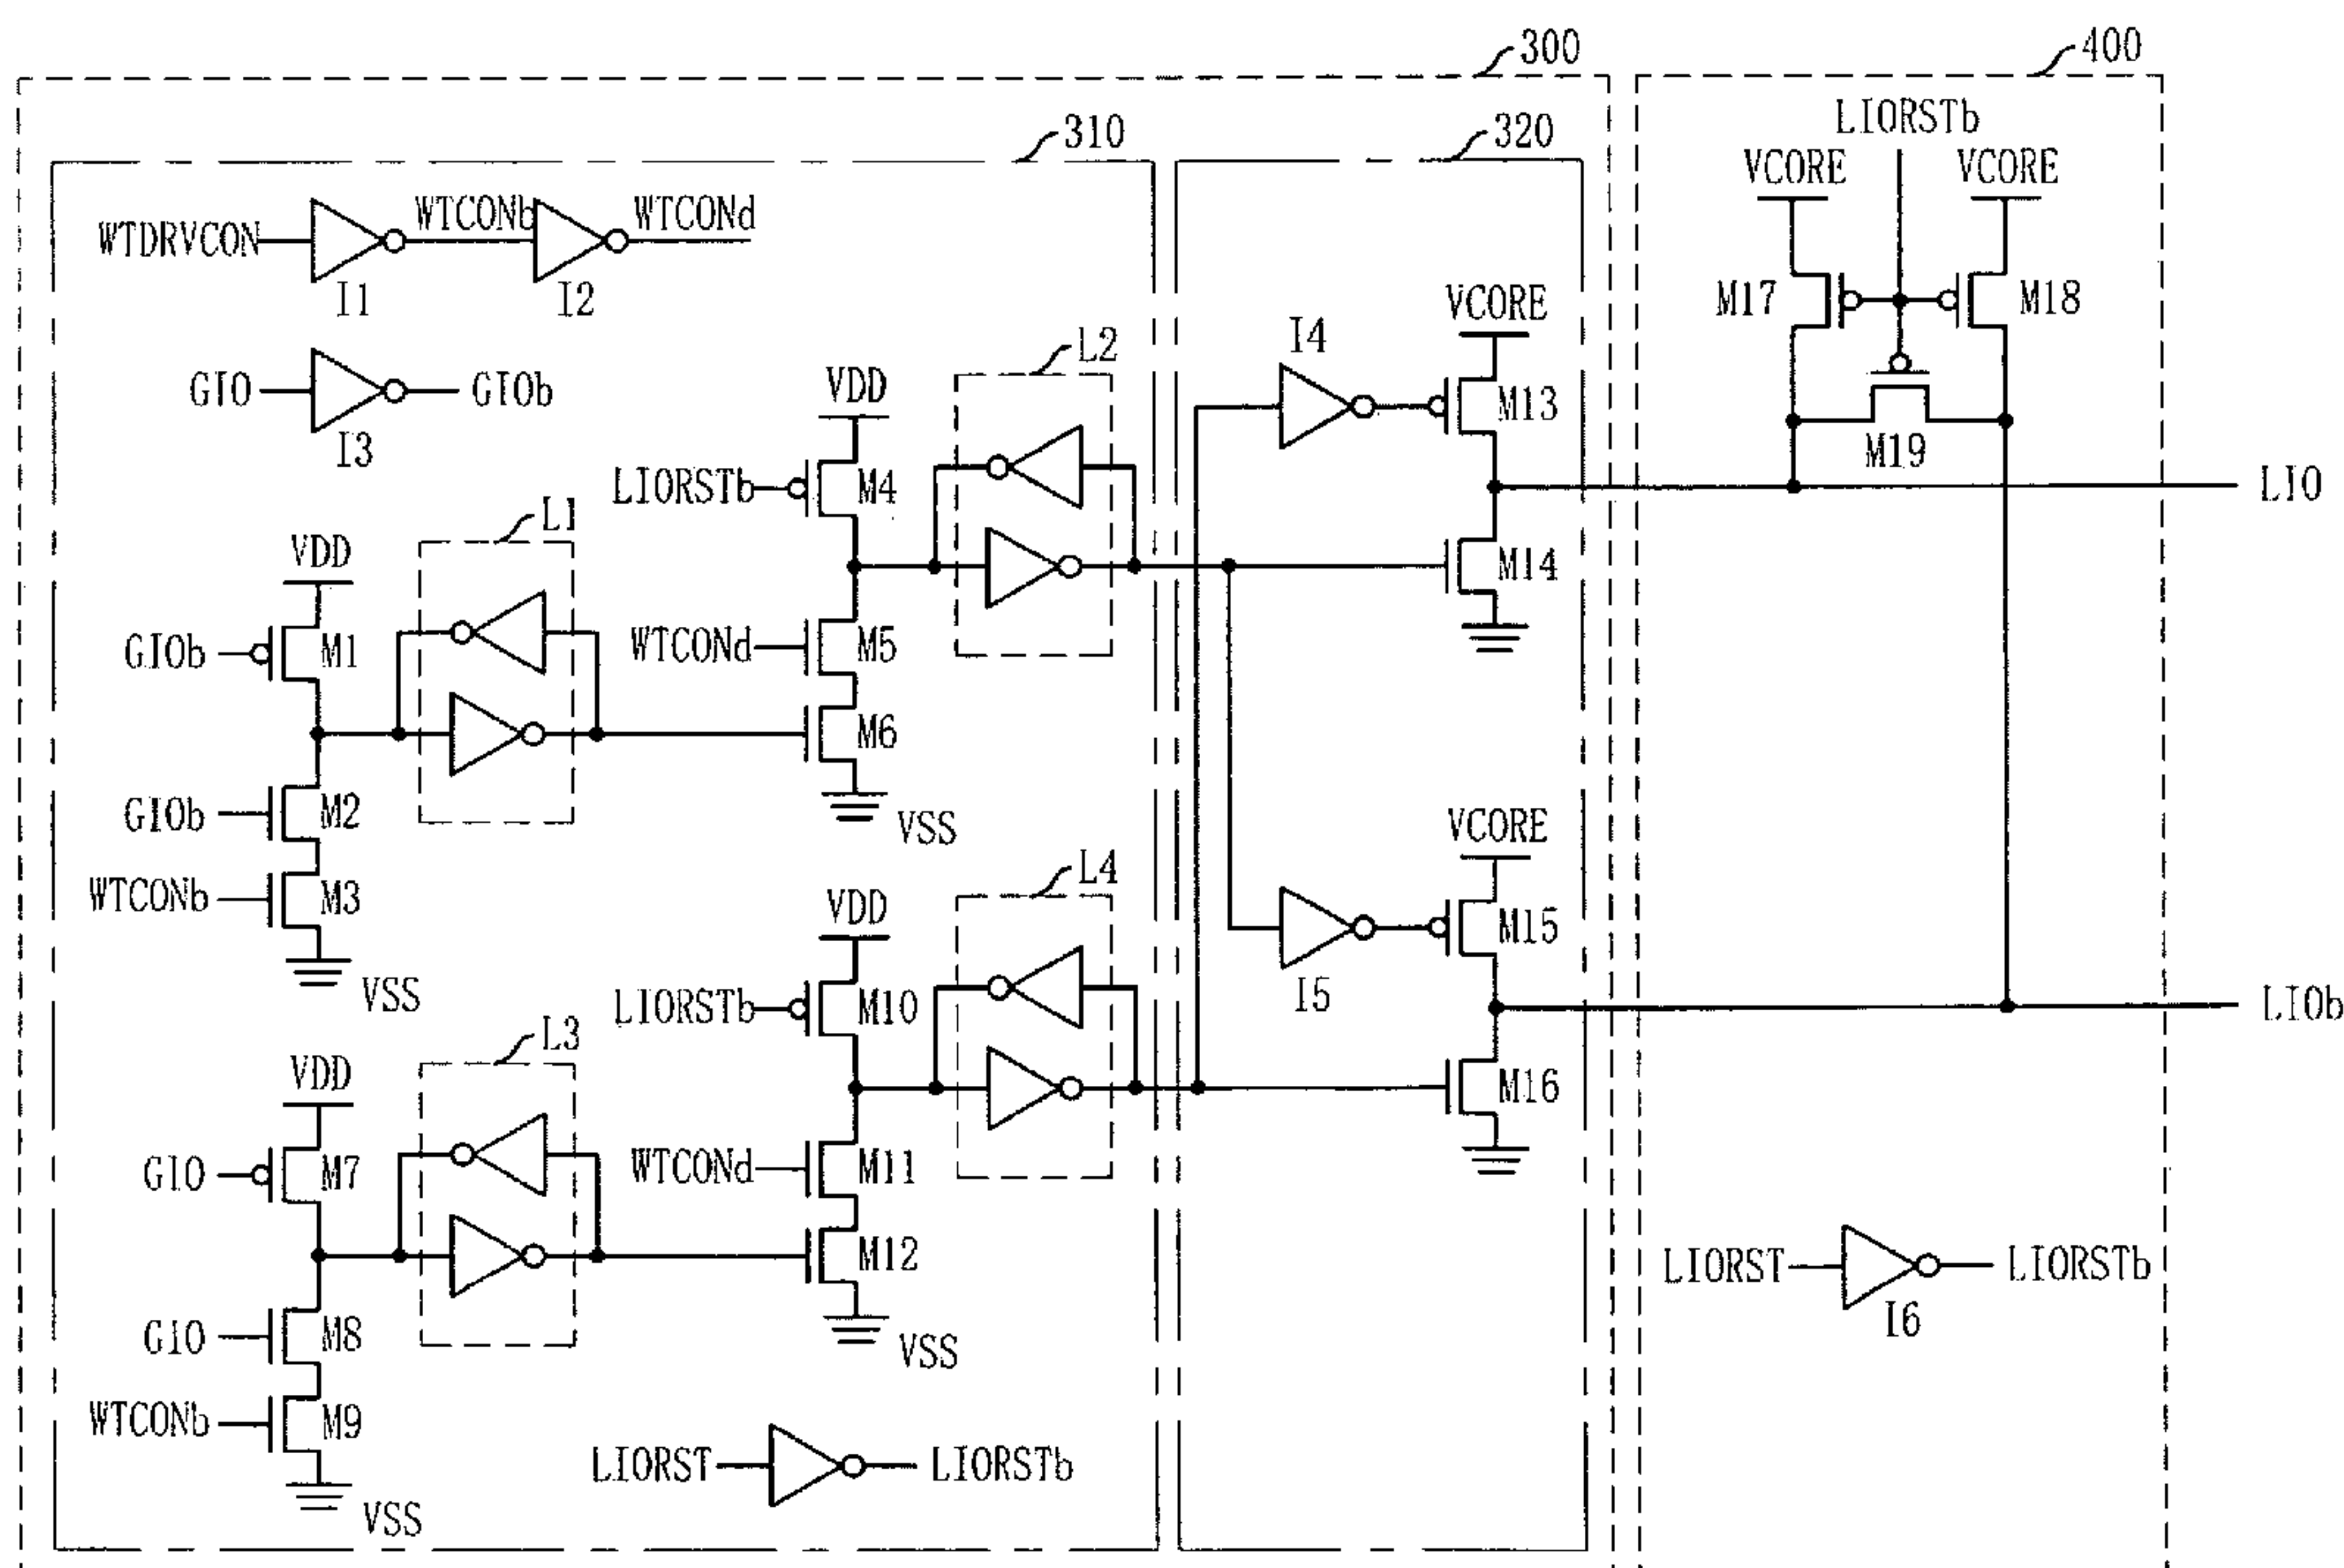 300
400
310
320
LIORSTb
VCORE
VCORE
WTDRVCON
WTCONb
WTCONd
I1
I2
M17
M18
VCORE
I4
L2
GIO
GIOb
I3
VDD
M13
M19
LIORSTb
M4
LIO
L1
VDD
M14
GIOb
M1
WTCONd
M5
M6
GIOb
M2
VSS
VCORE
WTCONb
M3
L4
VDD
M15
VSS
LIORSTb
M10
I5
LIOb
L3
VDD
M16
GIO
M7
WTCONd
M11
M12
LIORST
LIORSTb
I6
GIO
M8
VSS
WTCONb
M9
LIORST
LIORSTb
VSS